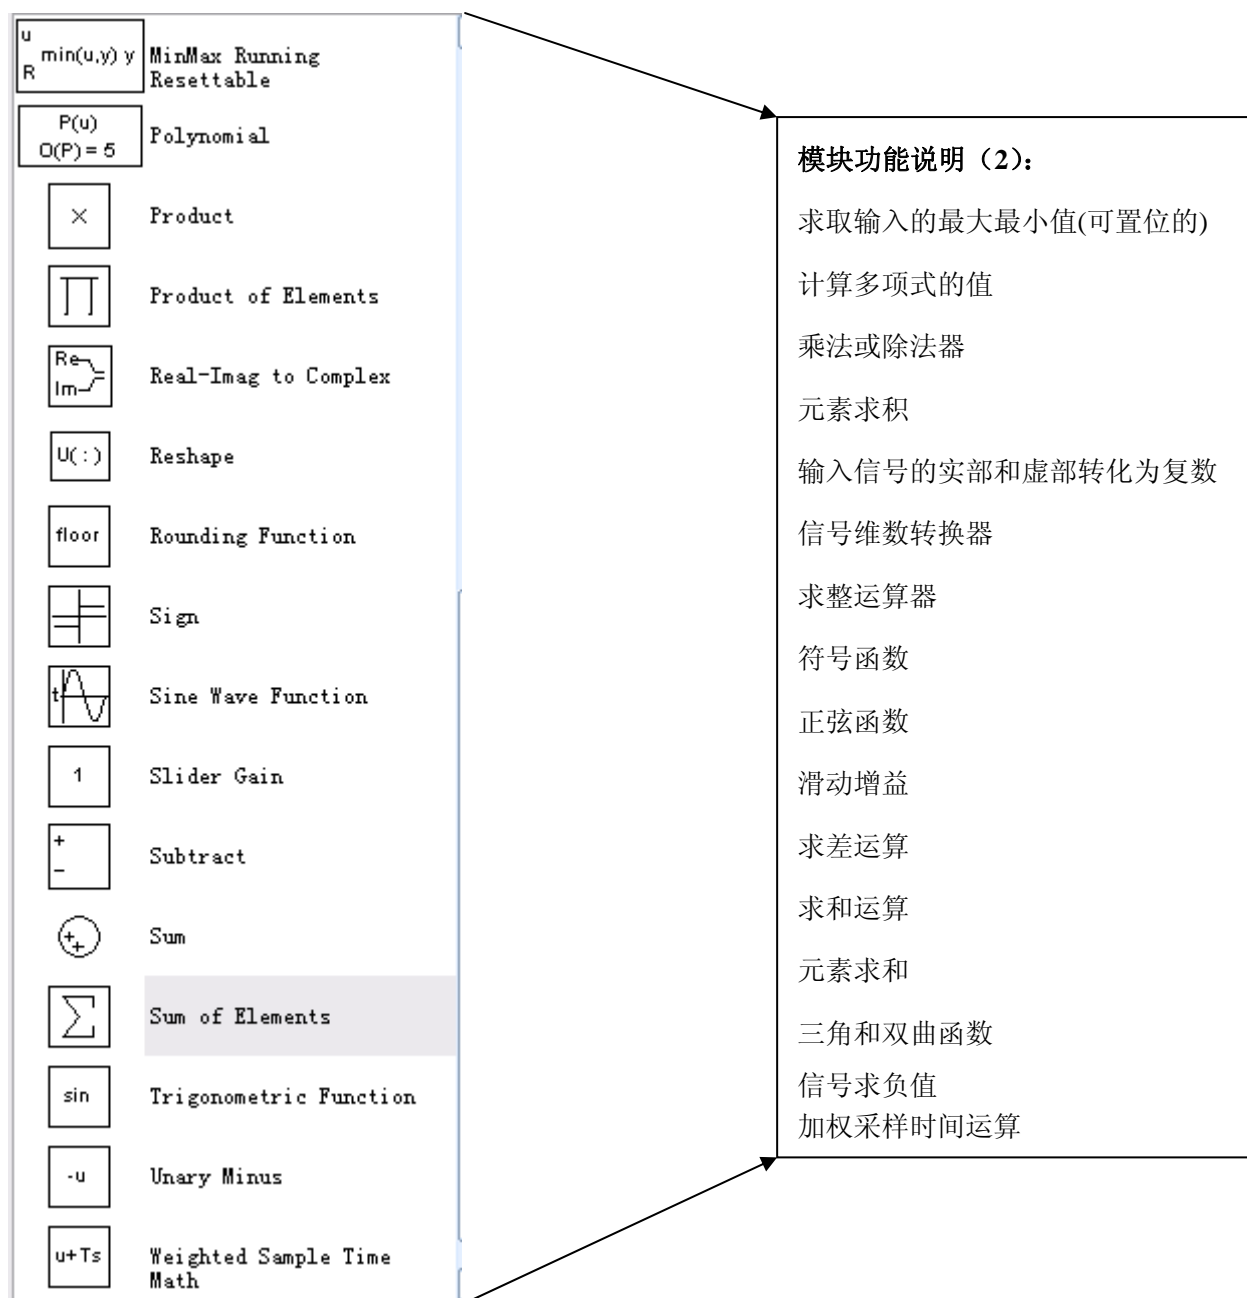 u
min(u,y) y
R
MinMax Running
Resettable
P(u)
O(P) = 5
Polynomial
×
Product
∏
Product of Elements
Re
Im
Real-Imag to Complex
U( : )
Reshape
floor
Rounding Function
Sign
t
Sine Wave Function
1
Slider Gain
+
−
Subtract
+
+
Sum
∑
Sum of Elements
sin
Trigonometric Function
-u
Unary Minus
u+Ts
Weighted Sample Time
Math
模块功能说明（2）：
求取输入的最大最小值(可置位的)
计算多项式的值
乘法或除法器
元素求积
输入信号的实部和虚部转化为复数
信号维数转换器
求整运算器
符号函数
正弦函数
滑动增益
求差运算
求和运算
元素求和
三角和双曲函数
信号求负值
加权采样时间运算